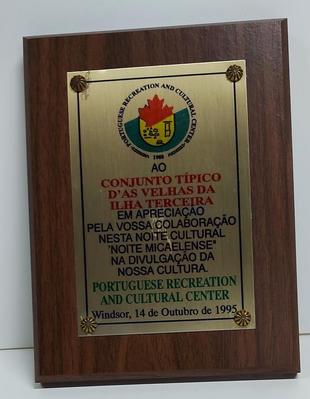 PORTUGUESE RECREATION AND CULTURAL CENTER
AO
CONJUNTO TÍPICO
D'AS VELHAS DA
ILHA TERCEIRA
EM APRECIAÇÃO
PELA VOSSA COLABORAÇÃO
NESTA NOITE CULTURAL
"NOITE MICAELENSE"
NA DIVULGAÇÃO DA
NOSSA CULTURA.
PORTUGUESE RECREATION
AND CULTURAL CENTER
Windsor, 14 de Outubro de 1995